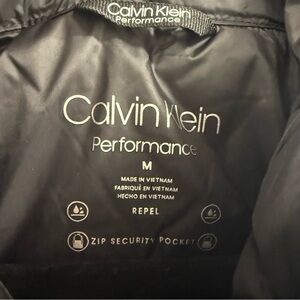 Calvin Klein
Performance
Calvin Klein
Performance
M
MADE IN VIETNAM
FABRIQUÉ EN VIETNAM
HECHO EN VIETNAM
REPEL
ZIP SECURITY POCKET